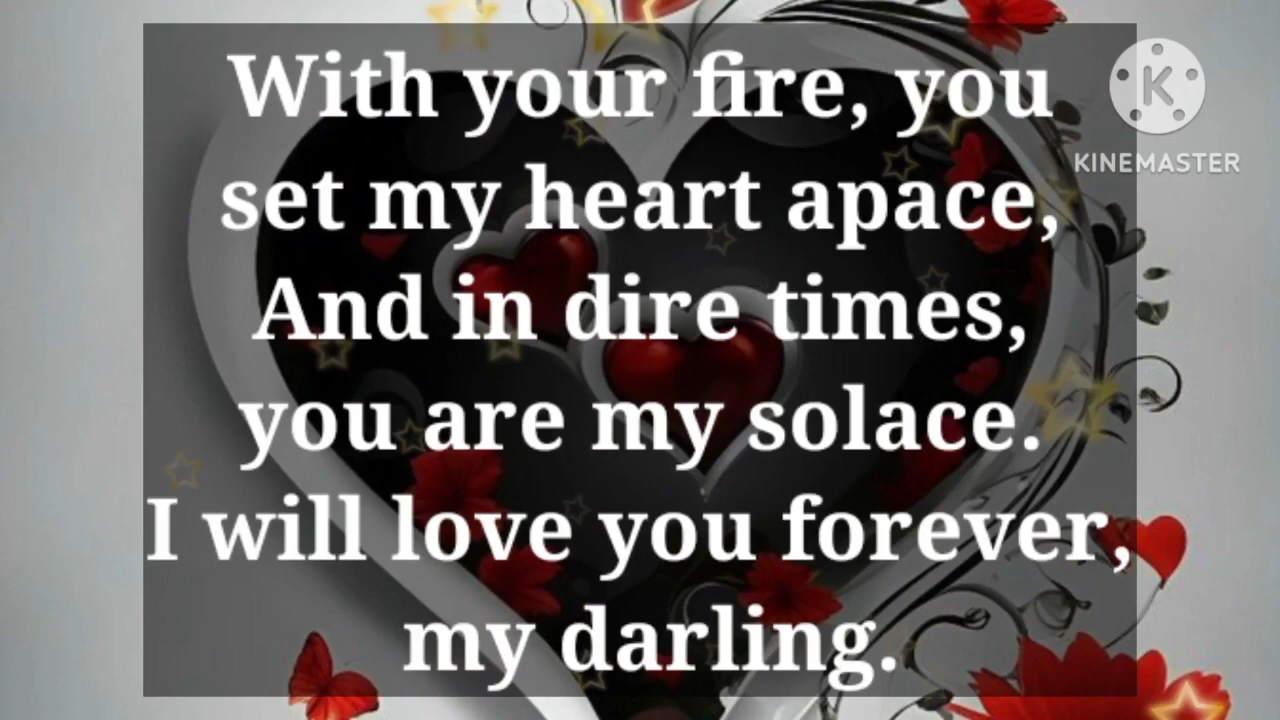 With your fire, you
set my heart apace,
And in dire times,
you are my solace.
I will love you forever,
my darling.
K
KINEMASTER